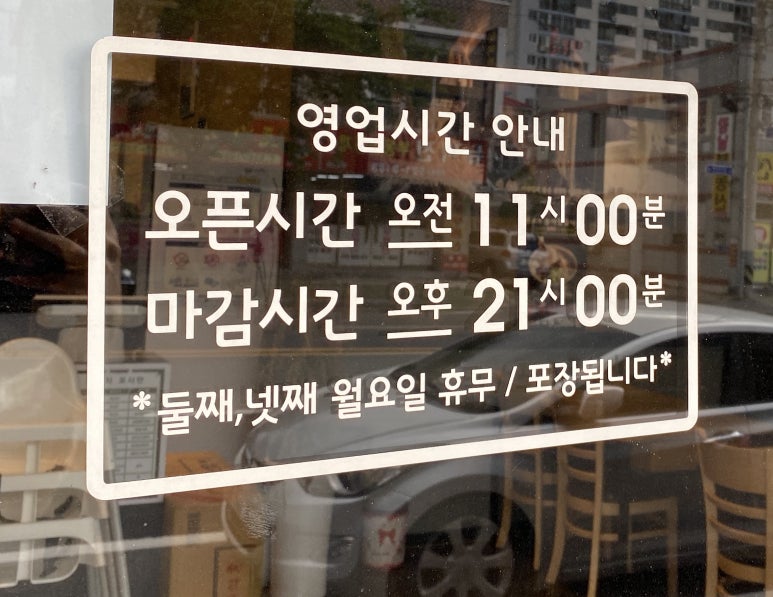 영업시간 안내
오픈시간 오전 11시 00분
마감시간 오후 21시 00분
*둘째,넷째 월요일 휴무 / 포장됩니다*